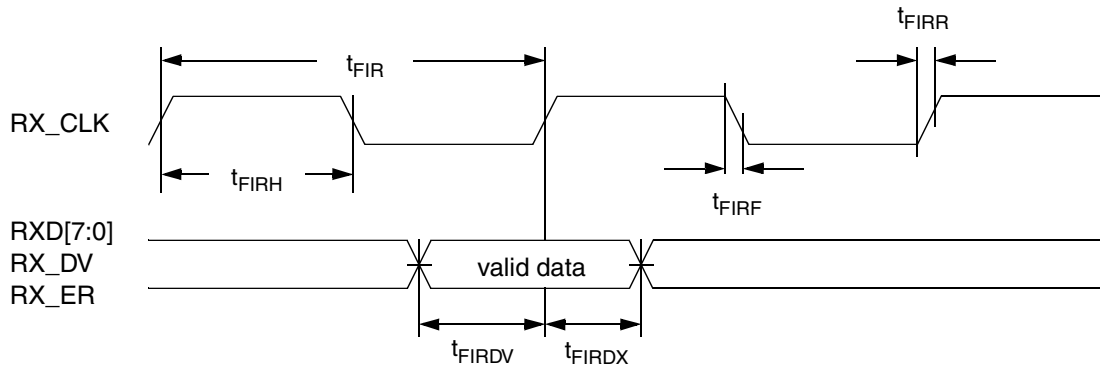 tFIRR
tFIR
RX_CLK
tFIRH
tFIRF
RXD[7:0]
RX_DV
valid data
RX_ER
tFIRDV
tFIRDX